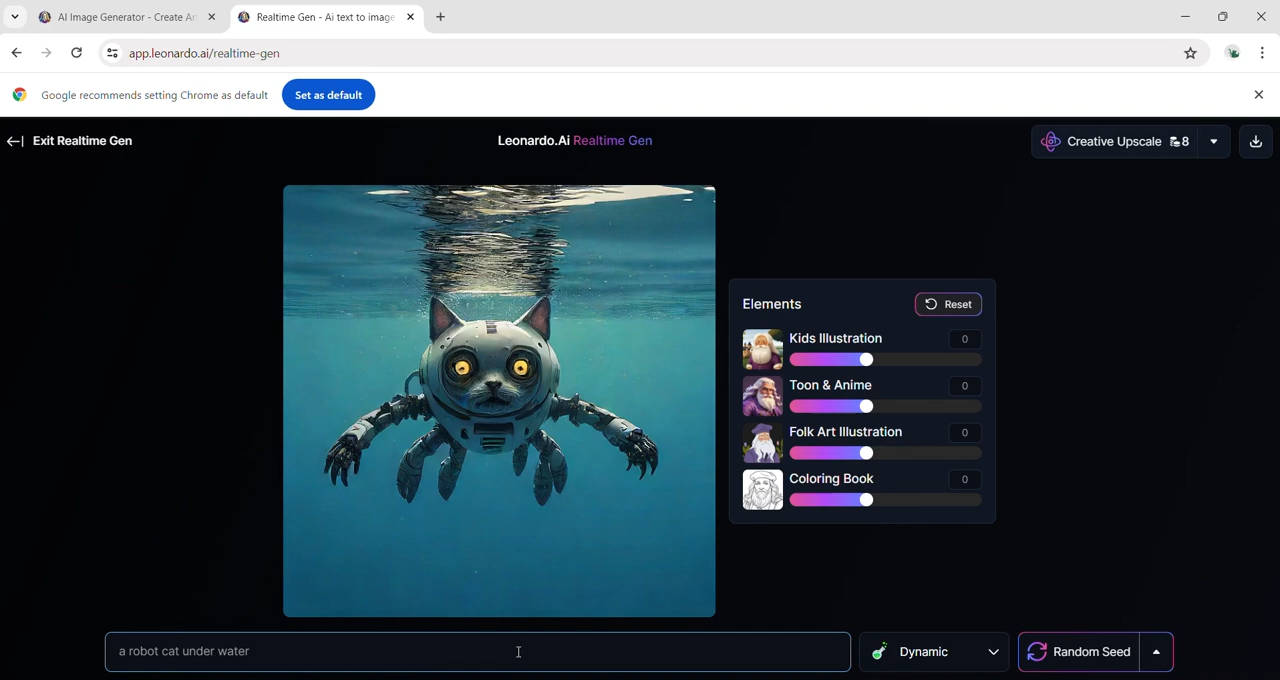 AI Image Generator - Create Ar
Realtime Gen - Ai text to image
app.leonardo.ai/realtime-gen
Google recommends setting Chrome as default
Set as default
Exit Realtime Gen
Leonardo.Ai Realtime Gen
Creative Upscale 8
Elements
Reset
Kids Illustration 0
Toon & Anime 0
Folk Art Illustration 0
Coloring Book 0
a robot cat under water
Dynamic
Random Seed